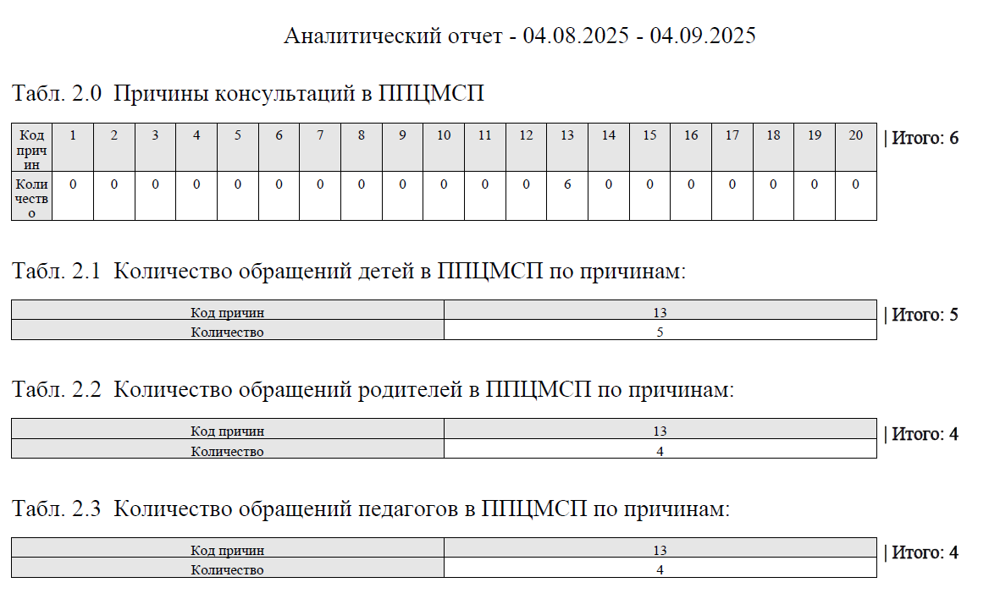 Аналитический отчет - 04.08.2025 - 04.09.2025
Табл. 2.0 Причины консультаций в ППЦМСП
Код причин 1 2 3 4 5 6 7 8 9 10 11 12 13 14 15 16 17 18 19 20 | Итого: 6
Количество 0 0 0 0 0 0 0 0 0 0 0 0 6 0 0 0 0 0 0 0
Табл. 2.1 Количество обращений детей в ППЦМСП по причинам:
Код причин 13 | Итого: 5
Количество 5
Табл. 2.2 Количество обращений родителей в ППЦМСП по причинам:
Код причин 13 | Итого: 4
Количество 4
Табл. 2.3 Количество обращений педагогов в ППЦМСП по причинам:
Код причин 13 | Итого: 4
Количество 4